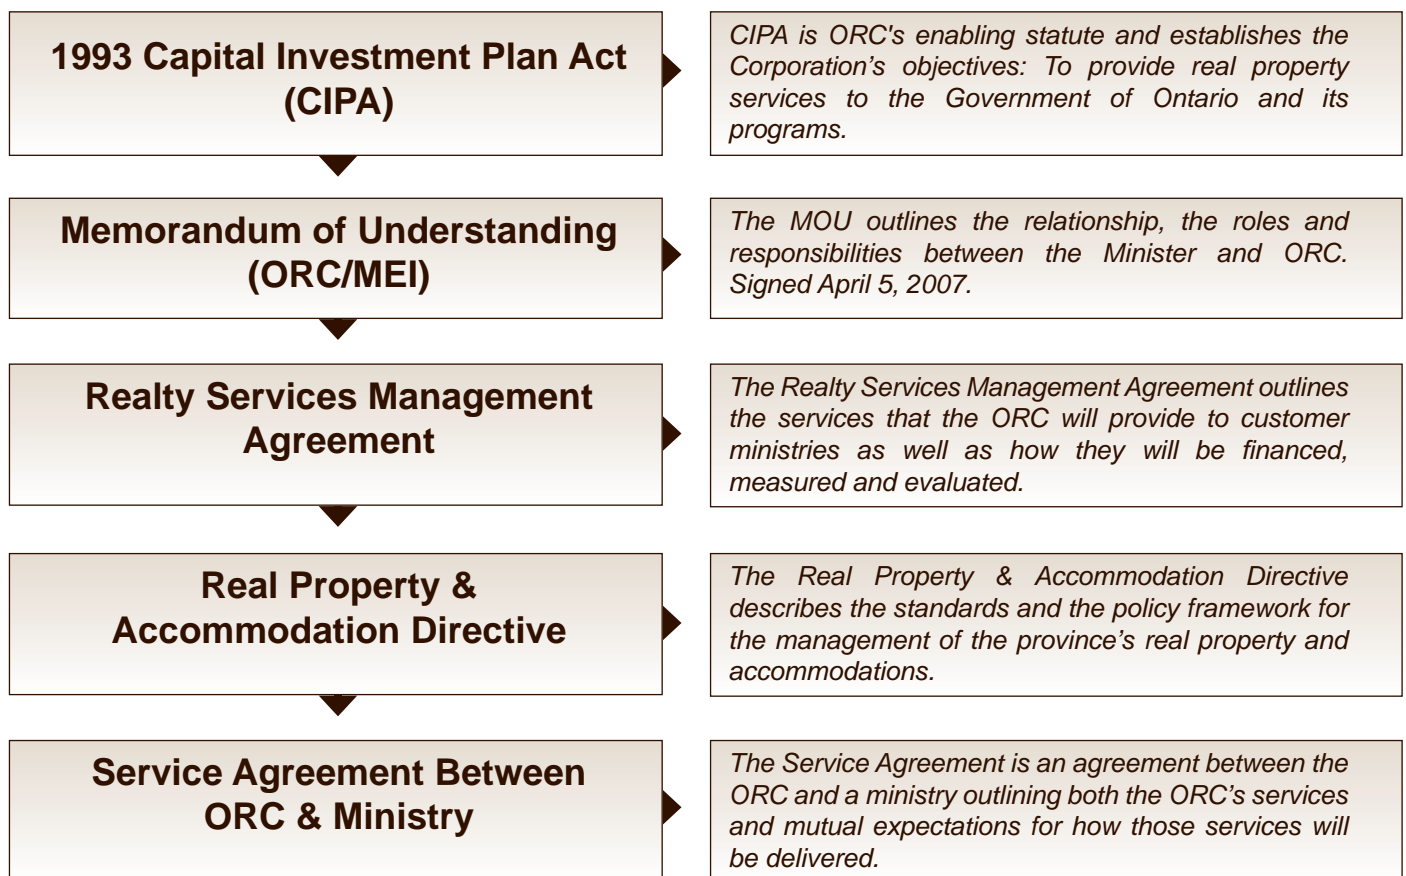 1993 Capital Investment Plan Act
(CIPA)
CIPA is ORC's enabling statute and establishes the
Corporation’s objectives: To provide real property
services to the Government of Ontario and its
programs.
Memorandum of Understanding
(ORC/MEI)
The MOU outlines the relationship, the roles and
responsibilities between the Minister and ORC.
Signed April 5, 2007.
Realty Services Management
Agreement
The Realty Services Management Agreement outlines
the services that the ORC will provide to customer
ministries as well as how they will be financed,
measured and evaluated.
Real Property &
Accommodation Directive
The Real Property & Accommodation Directive
describes the standards and the policy framework for
the management of the province’s real property and
accommodations.
Service Agreement Between
ORC & Ministry
The Service Agreement is an agreement between the
ORC and a ministry outlining both the ORC’s services
and mutual expectations for how those services will
be delivered.